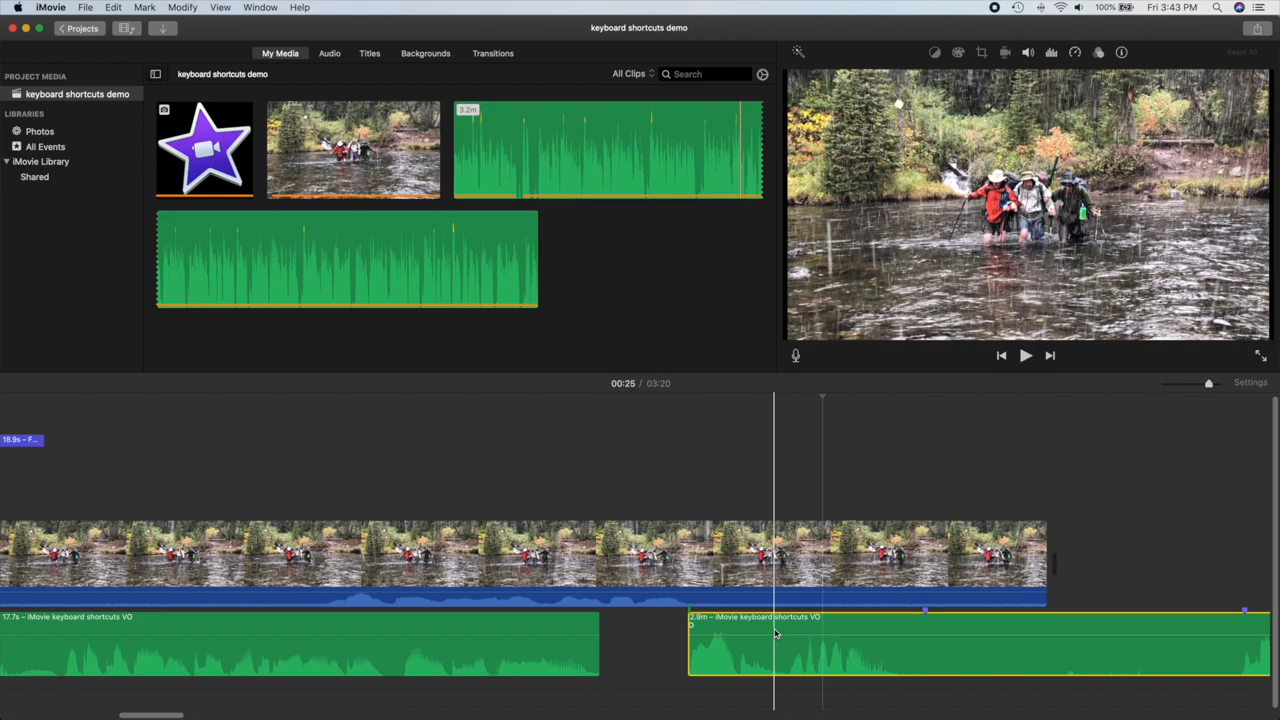 iMovie File Edit Mark Modify View Window Help
100% Fri 3:43 PM
Projects
keyboard shortcuts demo
My Media Audio Titles Backgrounds Transitions
Reset All
PROJECT MEDIA
keyboard shortcuts demo
LIBRARIES
Photos
All Events
iMovie Library
Shared
keyboard shortcuts demo
All Clips
Search
3.2m
00:25 / 03:20
Settings
18.9s – F...
17.7s – iMovie keyboard shortcuts VO
2.9m – iMovie keyboard shortcuts VO